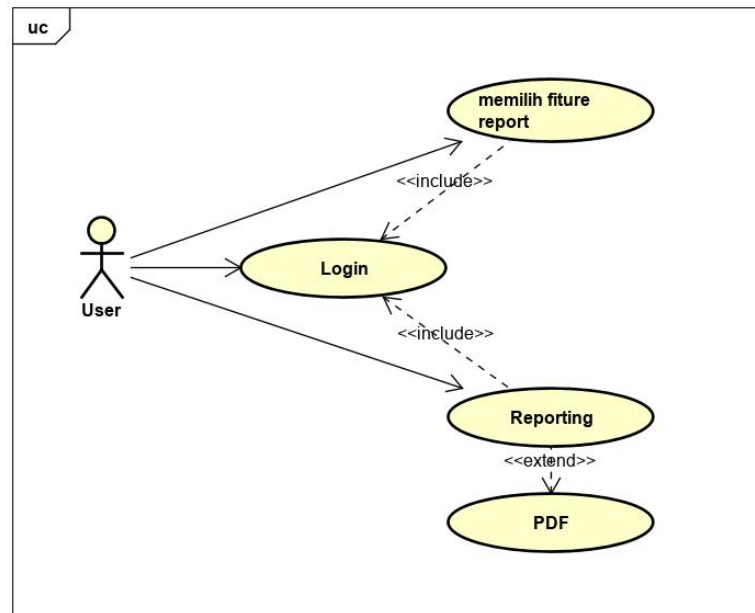 uc
memilih fiture
report
<<include>>
Login
User
<<include>>
Reporting
<<extend>>
PDF